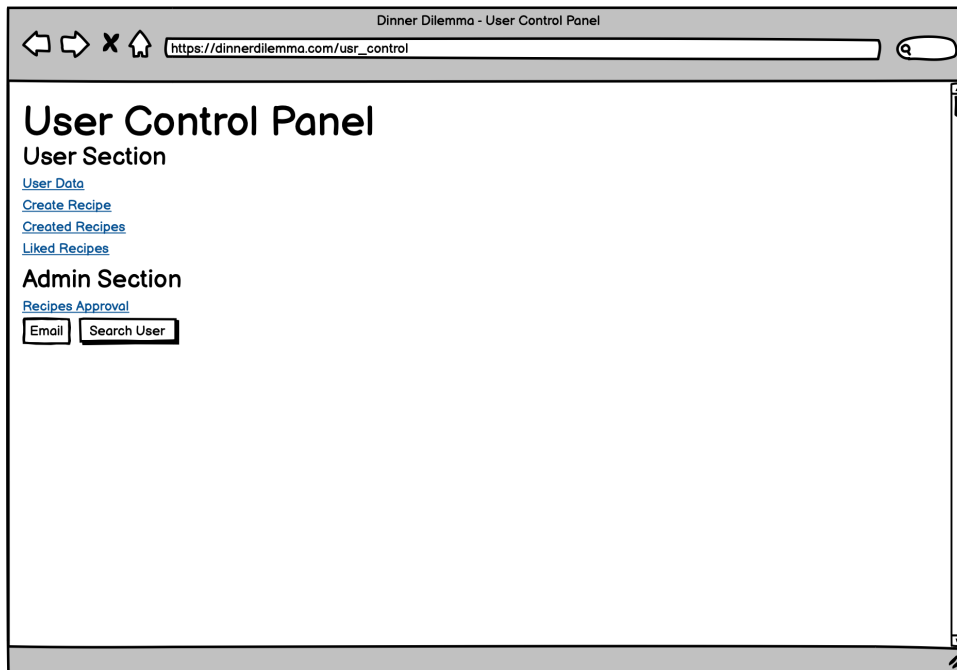 Dinner Dilemma - User Control Panel
https://dinnerdilemma.com/usr_control
User Control Panel
User Section
User Data
Create Recipe
Created Recipes
Liked Recipes
Admin Section
Recipes Approval
Email Search User